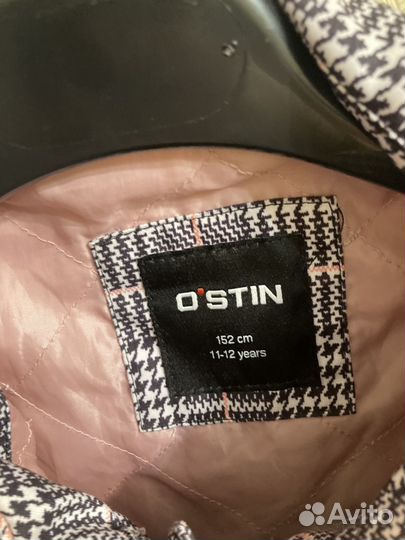 O'STIN
152 cm
11-12 years
Avito